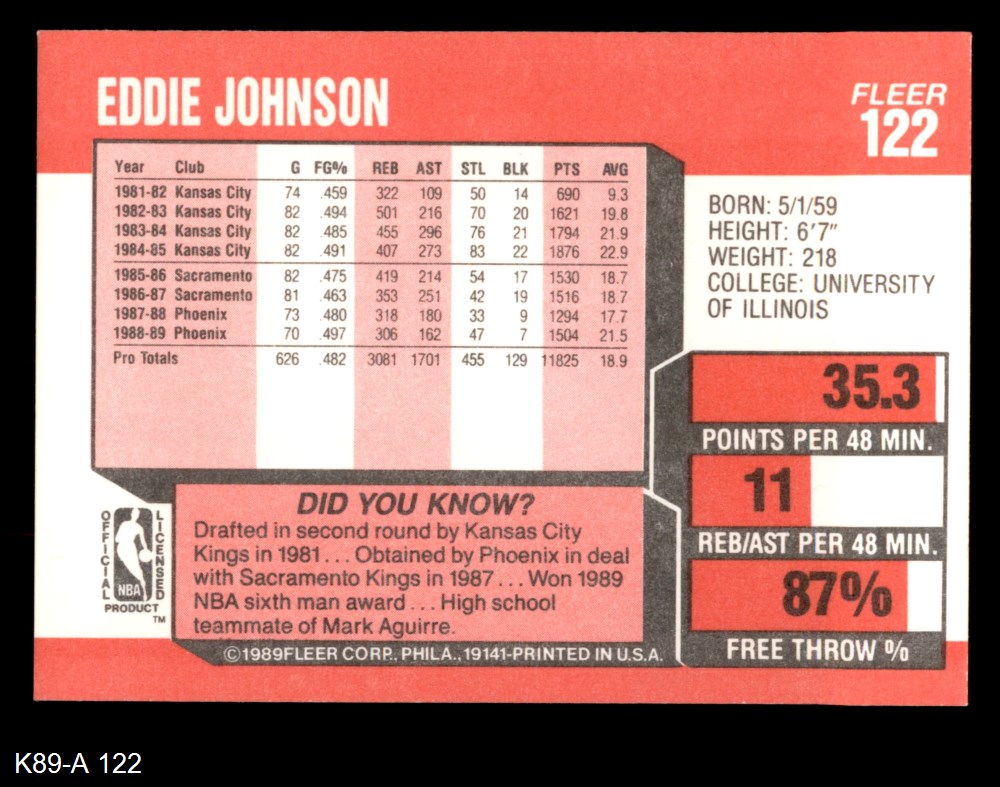 EDDIE JOHNSON
FLEER
122
Year Club G FG% REB AST STL BLK PTS AVG
1981-82 Kansas City 74 .459 322 109 50 14 690 9.3
1982-83 Kansas City 82 .494 501 216 70 20 1621 19.8
1983-84 Kansas City 82 .485 455 296 76 21 1794 21.9
1984-85 Kansas City 82 .491 407 273 83 22 1876 22.9
1985-86 Sacramento 82 .475 419 214 54 17 1530 18.7
1986-87 Sacramento 81 .463 353 251 42 19 1516 18.7
1987-88 Phoenix 73 .480 318 180 33 9 1294 17.7
1988-89 Phoenix 70 .497 306 162 47 7 1504 21.5
Pro Totals 626 .482 3081 1701 455 129 11825 18.9
BORN: 5/1/59
HEIGHT: 6'7"
WEIGHT: 218
COLLEGE: UNIVERSITY
OF ILLINOIS
35.3
POINTS PER 48 MIN.
11
REB/AST PER 48 MIN.
87%
FREE THROW %
DID YOU KNOW?
Drafted in second round by Kansas City
Kings in 1981... Obtained by Phoenix in deal
with Sacramento Kings in 1987... Won 1989
NBA sixth man award... High school
teammate of Mark Aguirre.
OFFICIAL
LICENSED
NBA
PRODUCT
TM
©1989FLEER CORP., PHILA., 19141-PRINTED IN U.S.A.
K89-A 122